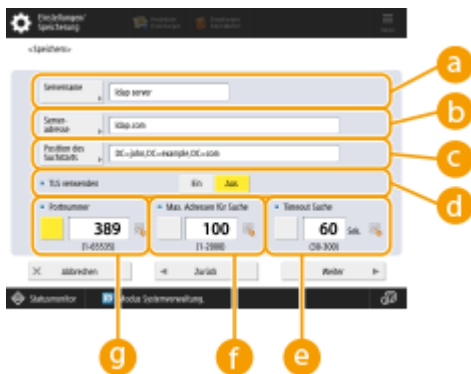 Einstellungen/
Speicherung
<Speichern>
a
Servername
ldap server
b
Server-
adresse
ldap.com
c
Position des
Suchstarts
DC=john,DC=example,DC=com
d
TLS verwenden
Ein
Aus
Portnummer
389
(1-65535)
Max. Adressen für Suche
100
(1-2000)
Timeout Suche
60
Sek.
(30-300)
Abbrechen
Zurück
Weiter
Statusmonitor
Modus Systemverwaltung.
g
f
e